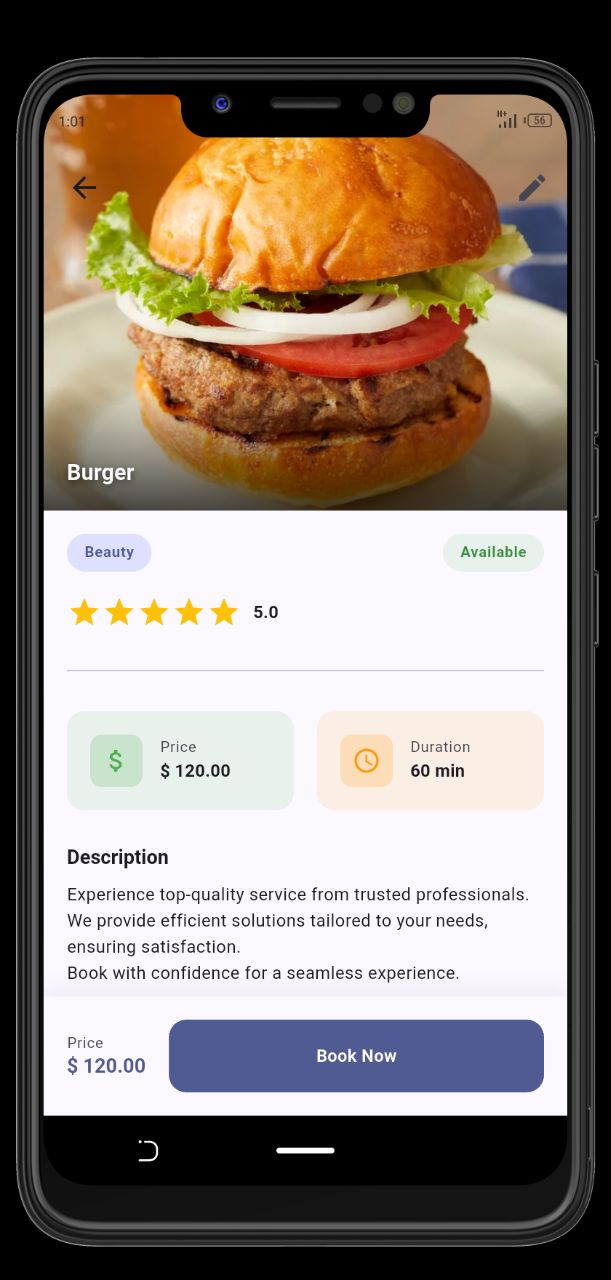 1:01
H+
56
Burger
Beauty
Available
5.0
$
Price
$ 120.00
Duration
60 min
Description
Experience top-quality service from trusted professionals.
We provide efficient solutions tailored to your needs,
ensuring satisfaction.
Book with confidence for a seamless experience.
Price
$ 120.00
Book Now